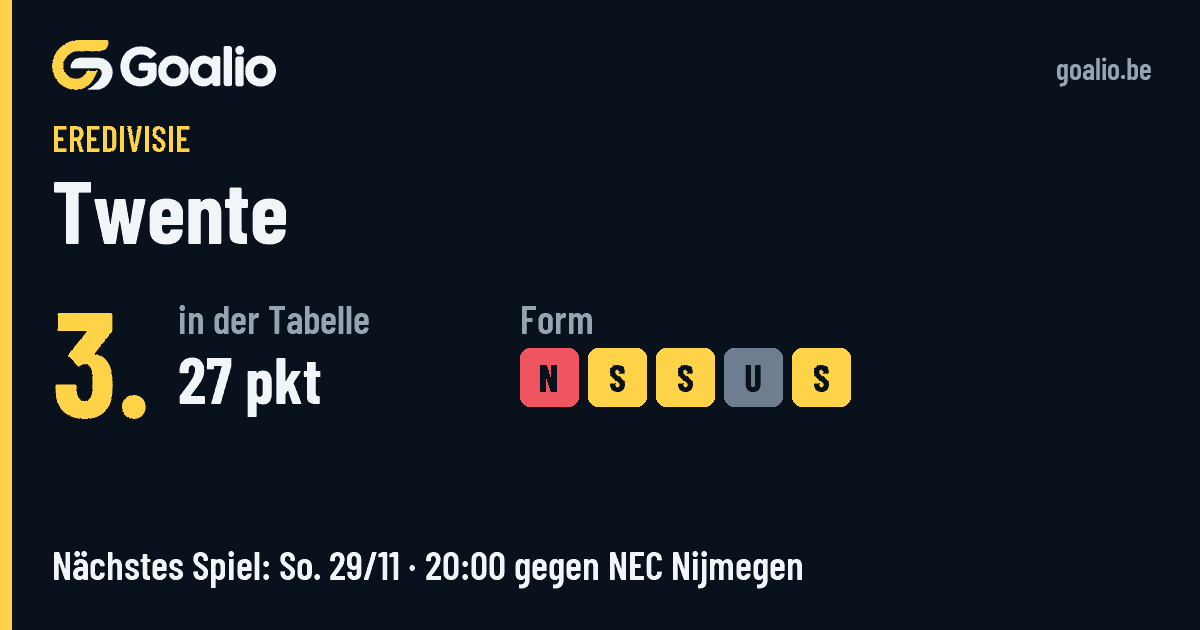 Goalio
goalio.be
EREDIVISIE
Twente
3.
in der Tabelle
27 pkt
Form
N S S U S
Nächstes Spiel: So. 29/11 · 20:00 gegen NEC Nijmegen